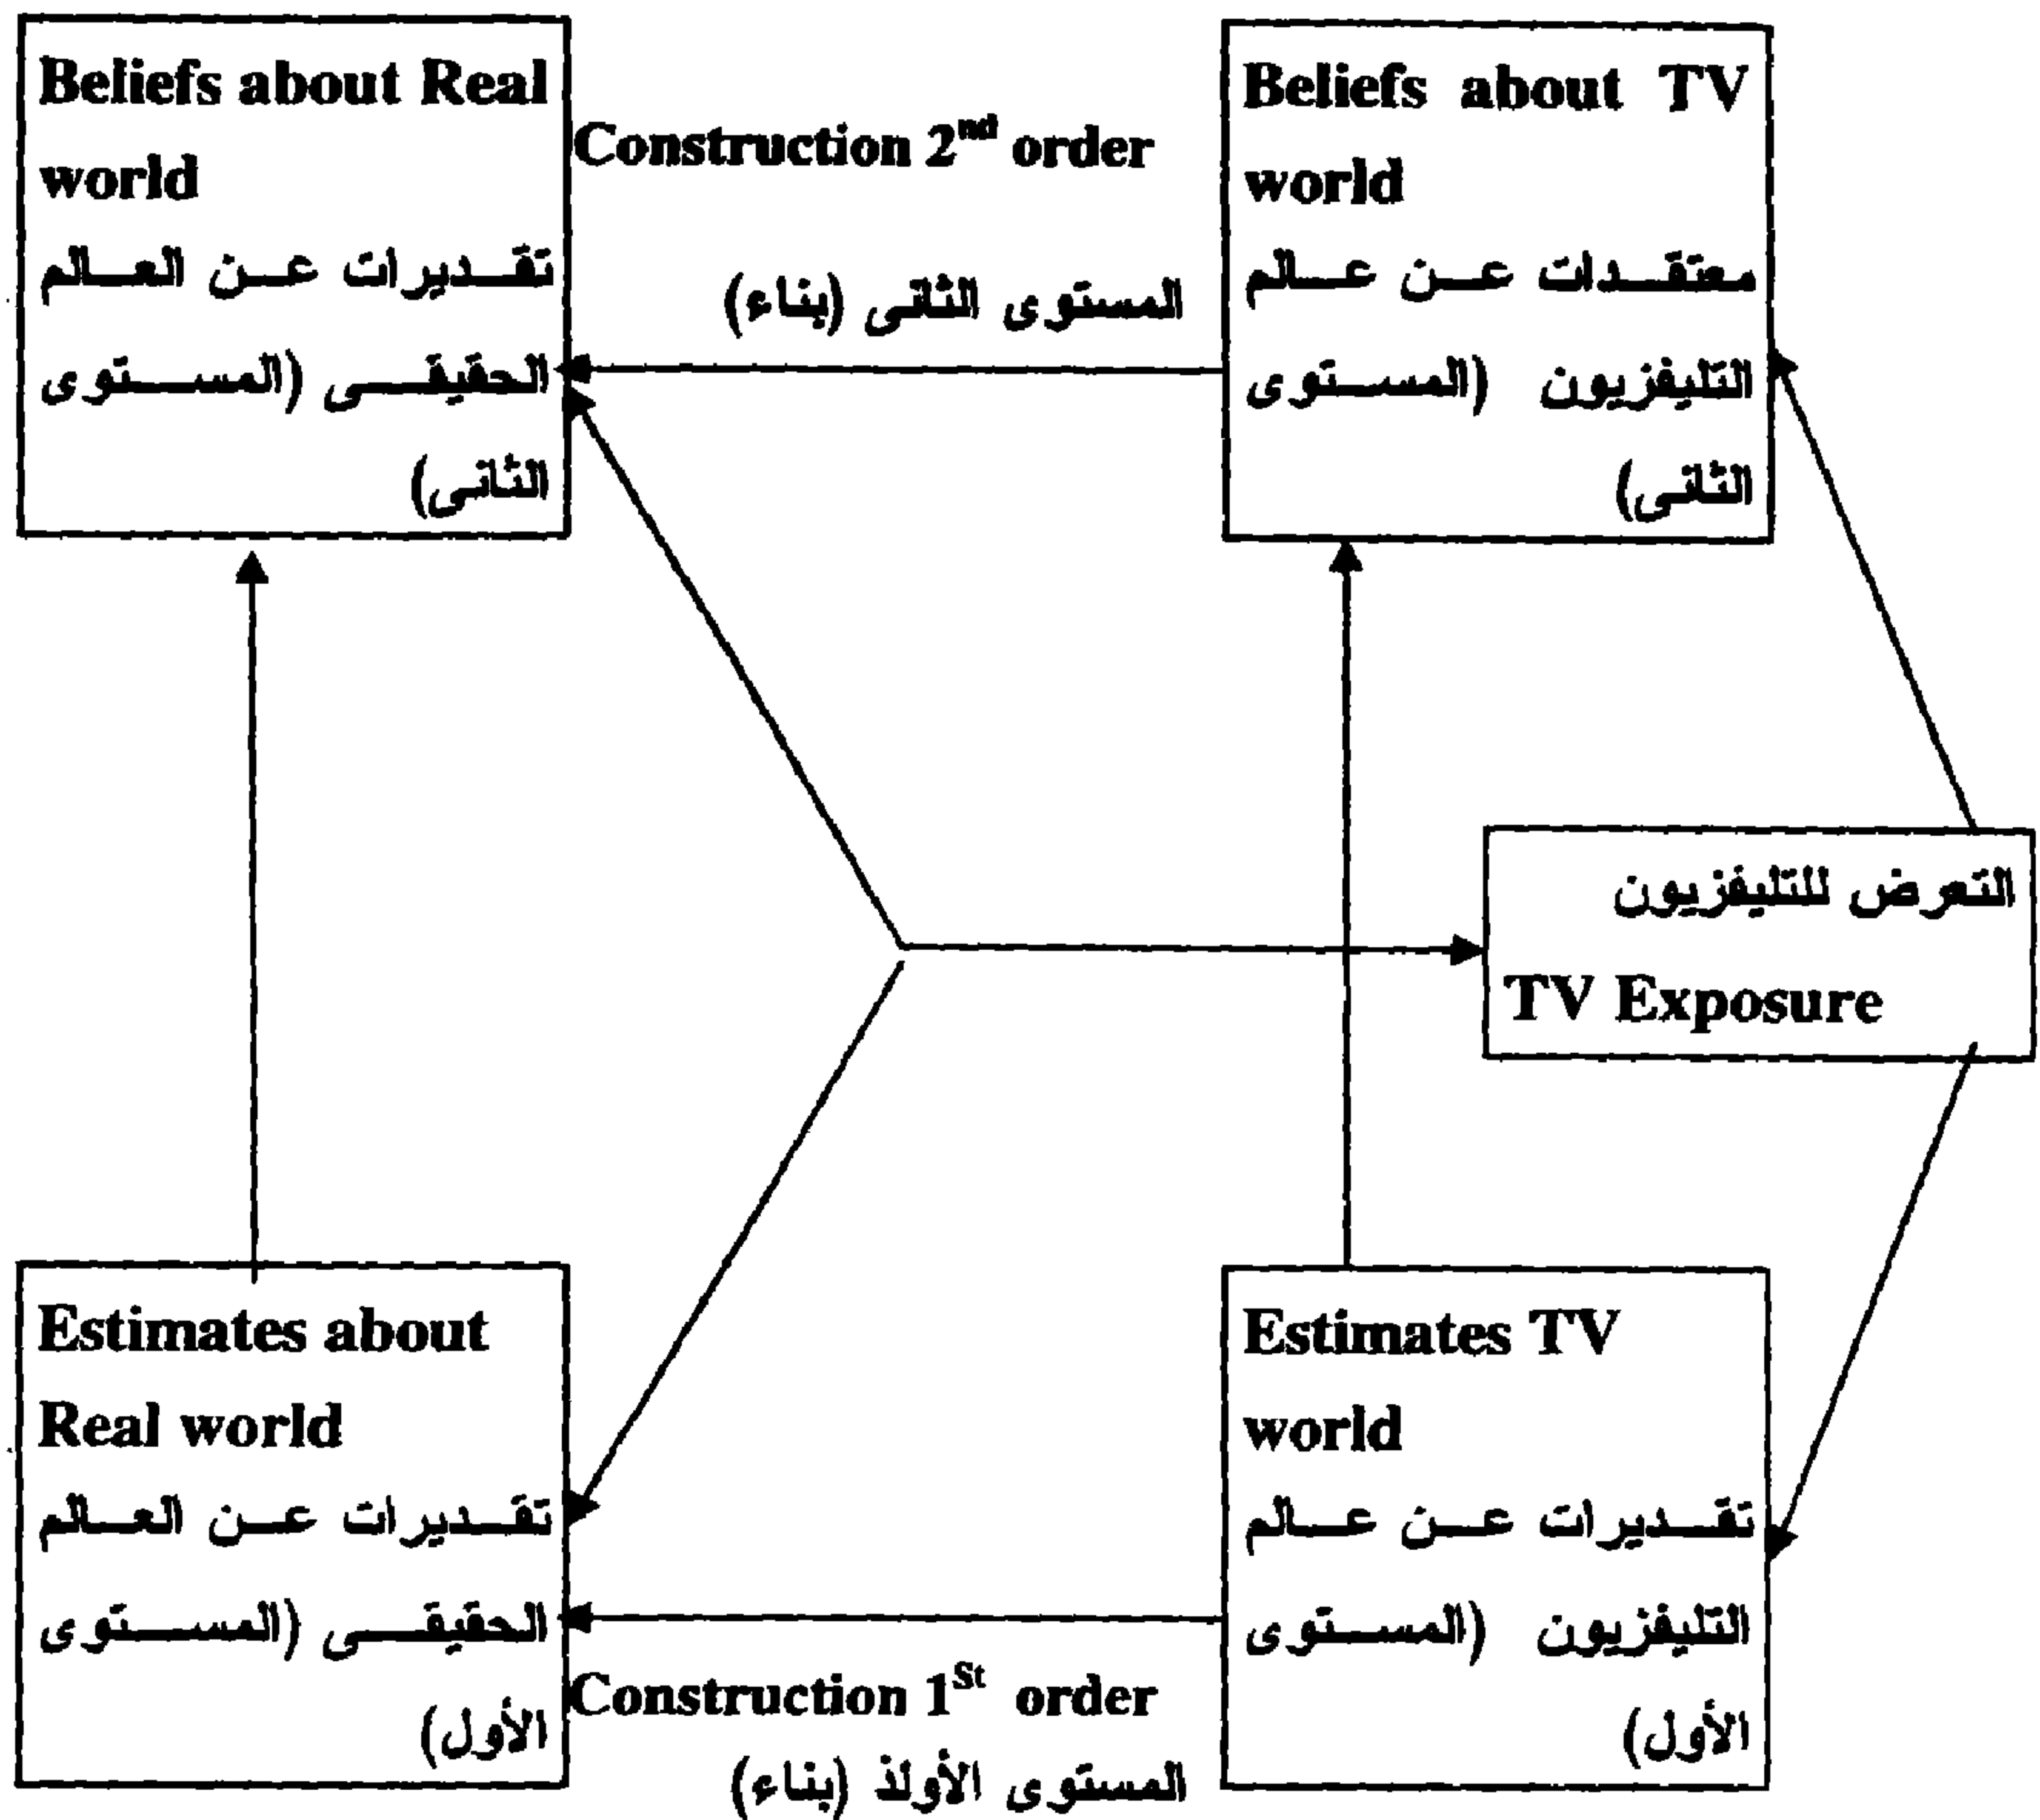 Beliefs about Real
world
تقديرات عن العالم
الحقيقى (المستوى
الثانى)
Construction 2nd order
المستوى الثانى (بناء)
Beliefs about TV
world
معتقدات عن عالم
التليفزيون (المستوى
الثانى)
التعرض للتليفزيون
TV Exposure
Estimates about
Real world
تقديرات عن العالم
الحقيقى (المستوى
الأول)
Construction 1St order
المستوى الأولذ (بناء)
Estimates TV
world
تقديرات عن عالم
التليفزيون (المستوى
الأول)